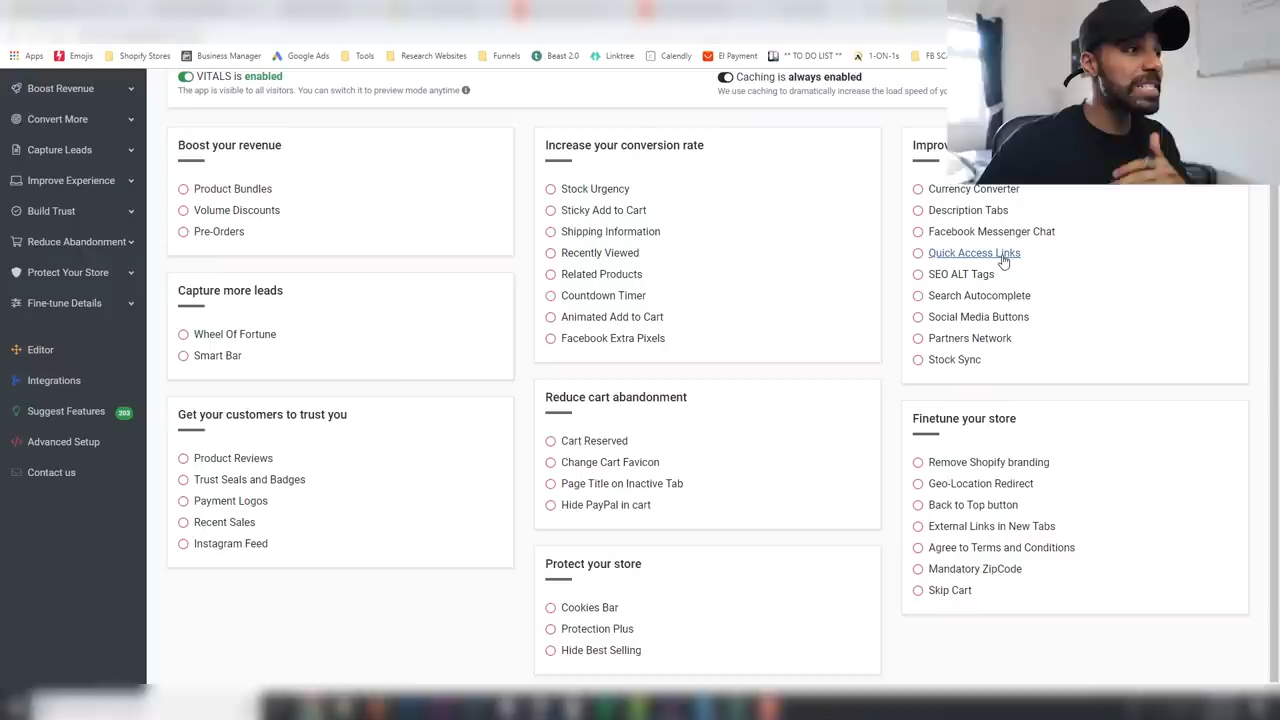 Apps
Emojis
Shopify Stores
Business Manager
Google Ads
Tools
Research Websites
Funnels
Beast 2.0
Linktree
Calendly
E! Payment
** TO DO LIST **
1-ON-1s
Boost Revenue
Convert More
Capture Leads
Improve Experience
Build Trust
Reduce Abandonment
Protect Your Store
Fine-tune Details
Editor
Integrations
Suggest Features
203
Advanced Setup
Contact us
VITALS is enabled
The app is visible to all visitors. You can switch it to preview mode anytime
Caching is always enabled
We use caching to dramatically increase the load speed of
Boost your revenue
Product Bundles
Volume Discounts
Pre-Orders
Capture more leads
Wheel Of Fortune
Smart Bar
Get your customers to trust you
Product Reviews
Trust Seals and Badges
Payment Logos
Recent Sales
Instagram Feed
Increase your conversion rate
Stock Urgency
Sticky Add to Cart
Shipping Information
Recently Viewed
Related Products
Countdown Timer
Animated Add to Cart
Facebook Extra Pixels
Reduce cart abandonment
Cart Reserved
Change Cart Favicon
Page Title on Inactive Tab
Hide PayPal in cart
Protect your store
Cookies Bar
Protection Plus
Hide Best Selling
Currency Converter
Description Tabs
Facebook Messenger Chat
Quick Access Links
SEO ALT Tags
Search Autocomplete
Social Media Buttons
Partners Network
Stock Sync
Finetune your store
Remove Shopify branding
Geo-Location Redirect
Back to Top button
External Links in New Tabs
Agree to Terms and Conditions
Mandatory ZipCode
Skip Cart